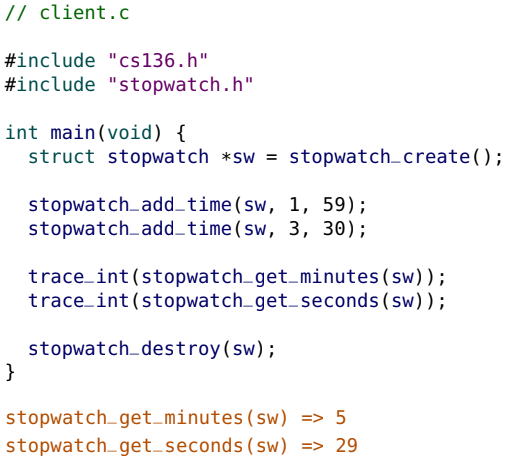 // client.c
#include "cs136.h"
#include "stopwatch.h"
int main(void) {
struct stopwatch *sw = stopwatch_create();
stopwatch_add_time(sw, 1, 59);
stopwatch_add_time(sw, 3, 30);
trace_int(stopwatch_get_minutes(sw));
trace_int(stopwatch_get_seconds(sw));
stopwatch_destroy(sw);
}
stopwatch_get_minutes(sw) => 5
stopwatch_get_seconds(sw) => 29